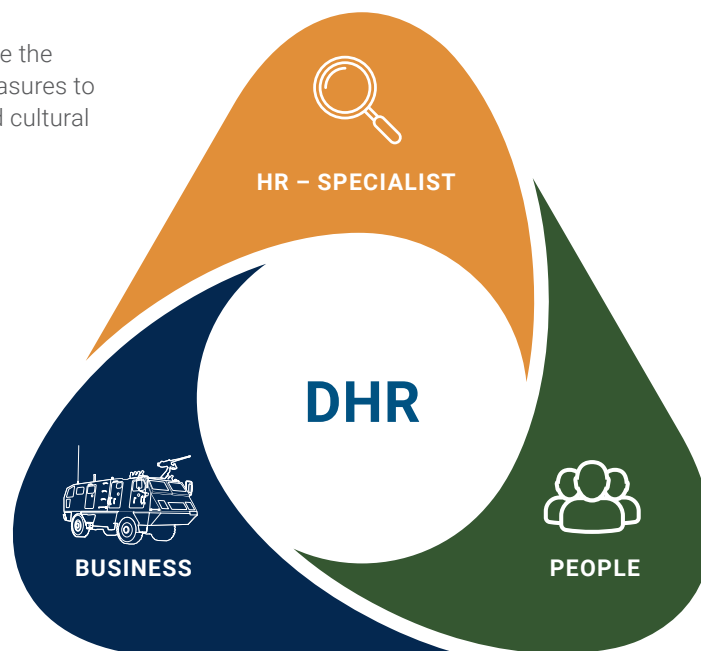 e the
asures to
d cultural
HR – SPECIALIST
DHR
BUSINESS
PEOPLE